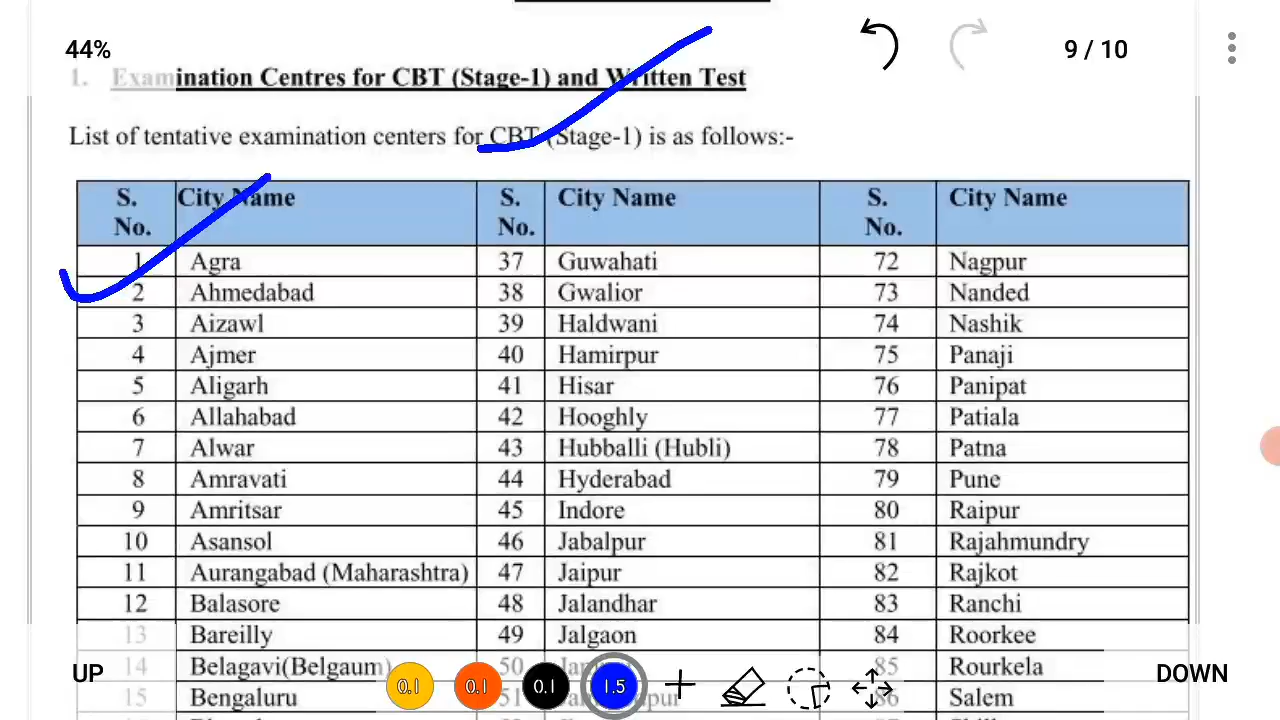 44%
9 / 10
1. Examination Centres for CBT (Stage-1) and Written Test
List of tentative examination centers for CBT (Stage-1) is as follows:-
S. No. City Name S. No. City Name S. No. City Name
1 Agra 37 Guwahati 72 Nagpur
2 Ahmedabad 38 Gwalior 73 Nanded
3 Aizawl 39 Haldwani 74 Nashik
4 Ajmer 40 Hamirpur 75 Panaji
5 Aligarh 41 Hisar 76 Panipat
6 Allahabad 42 Hooghly 77 Patiala
7 Alwar 43 Hubballi (Hubli) 78 Patna
8 Amravati 44 Hyderabad 79 Pune
9 Amritsar 45 Indore 80 Raipur
10 Asansol 46 Jabalpur 81 Rajahmundry
11 Aurangabad (Maharashtra) 47 Jaipur 82 Rajkot
12 Balasore 48 Jalandhar 83 Ranchi
13 Bareilly 49 Jalgaon 84 Roorkee
14 Belagavi(Belgaum) 50 85 Rourkela
15 Bengaluru 51 86 Salem
UP 0.1 0.1 0.1 1.5 DOWN